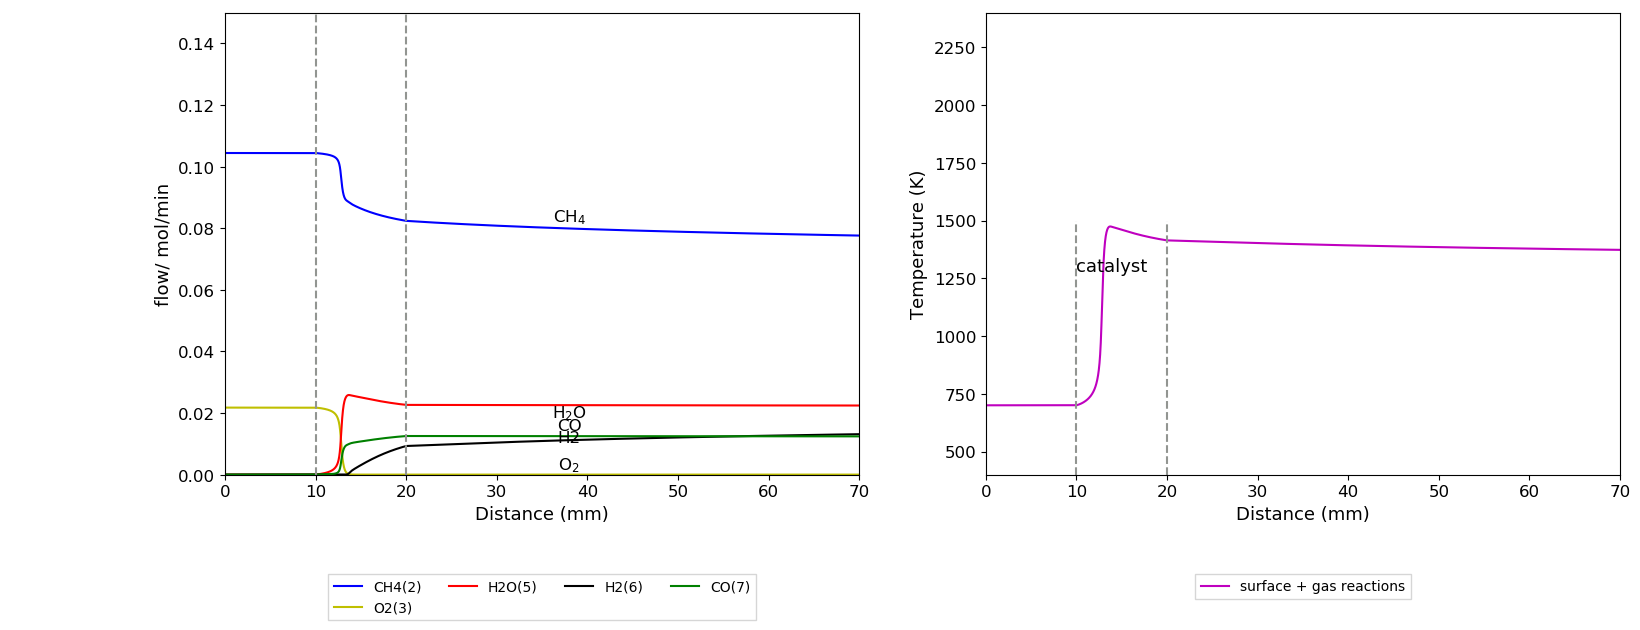 0.14
0.12
0.10
0.08
0.06
0.04
0.02
0.00
flow/ mol/min
CH₄
H₂O
CO
H2
O₂
0 10 20 30 40 50 60 70
Distance (mm)
CH4(2) H2O(5) H2(6) CO(7)
O2(3)
2250
2000
1750
1500
1250
1000
750
500
Temperature (K)
catalyst
0 10 20 30 40 50 60 70
Distance (mm)
surface + gas reactions